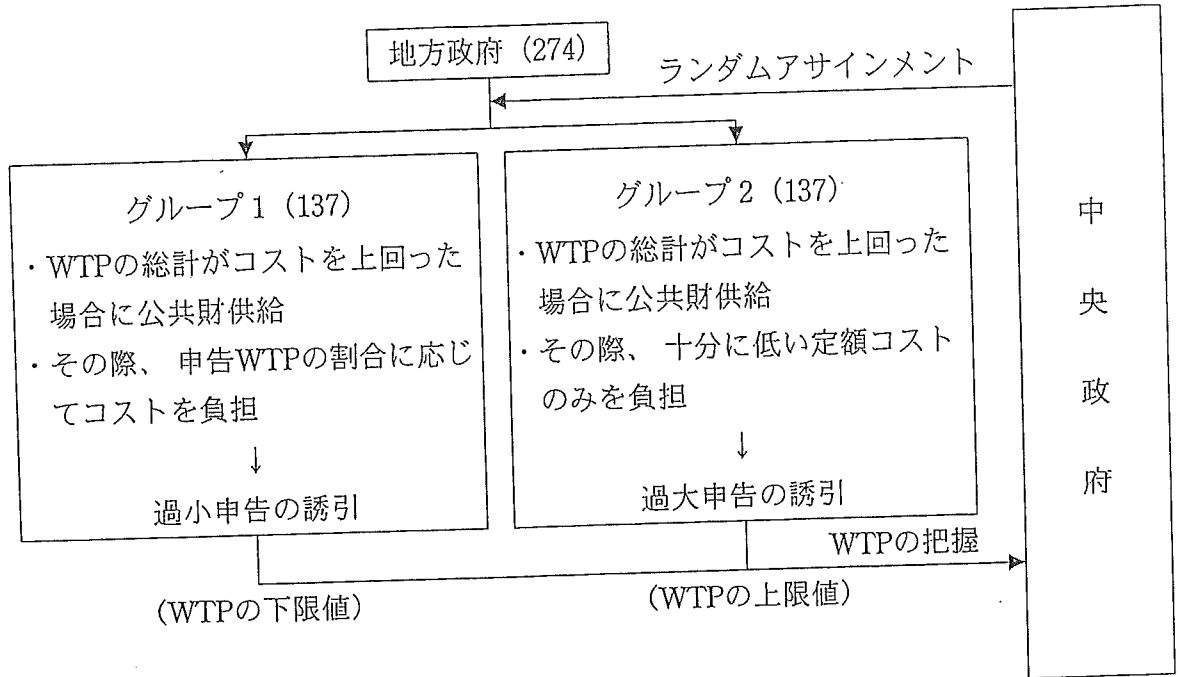 地方政府(274)
ランダムアサインメント
グループ1(137)
・WTPの総計がコストを上回った
場合に公共財供給
・その際、申告WTPの割合に応じ
てコストを負担
↓
過小申告の誘引
グループ2(137)
・WTPの総計がコストを上回った
場合に公共財供給
・その際、十分に低い定額コスト
のみを負担
↓
過大申告の誘引
中央政府
WTPの把握
(WTPの下限値)
(WTPの上限値)